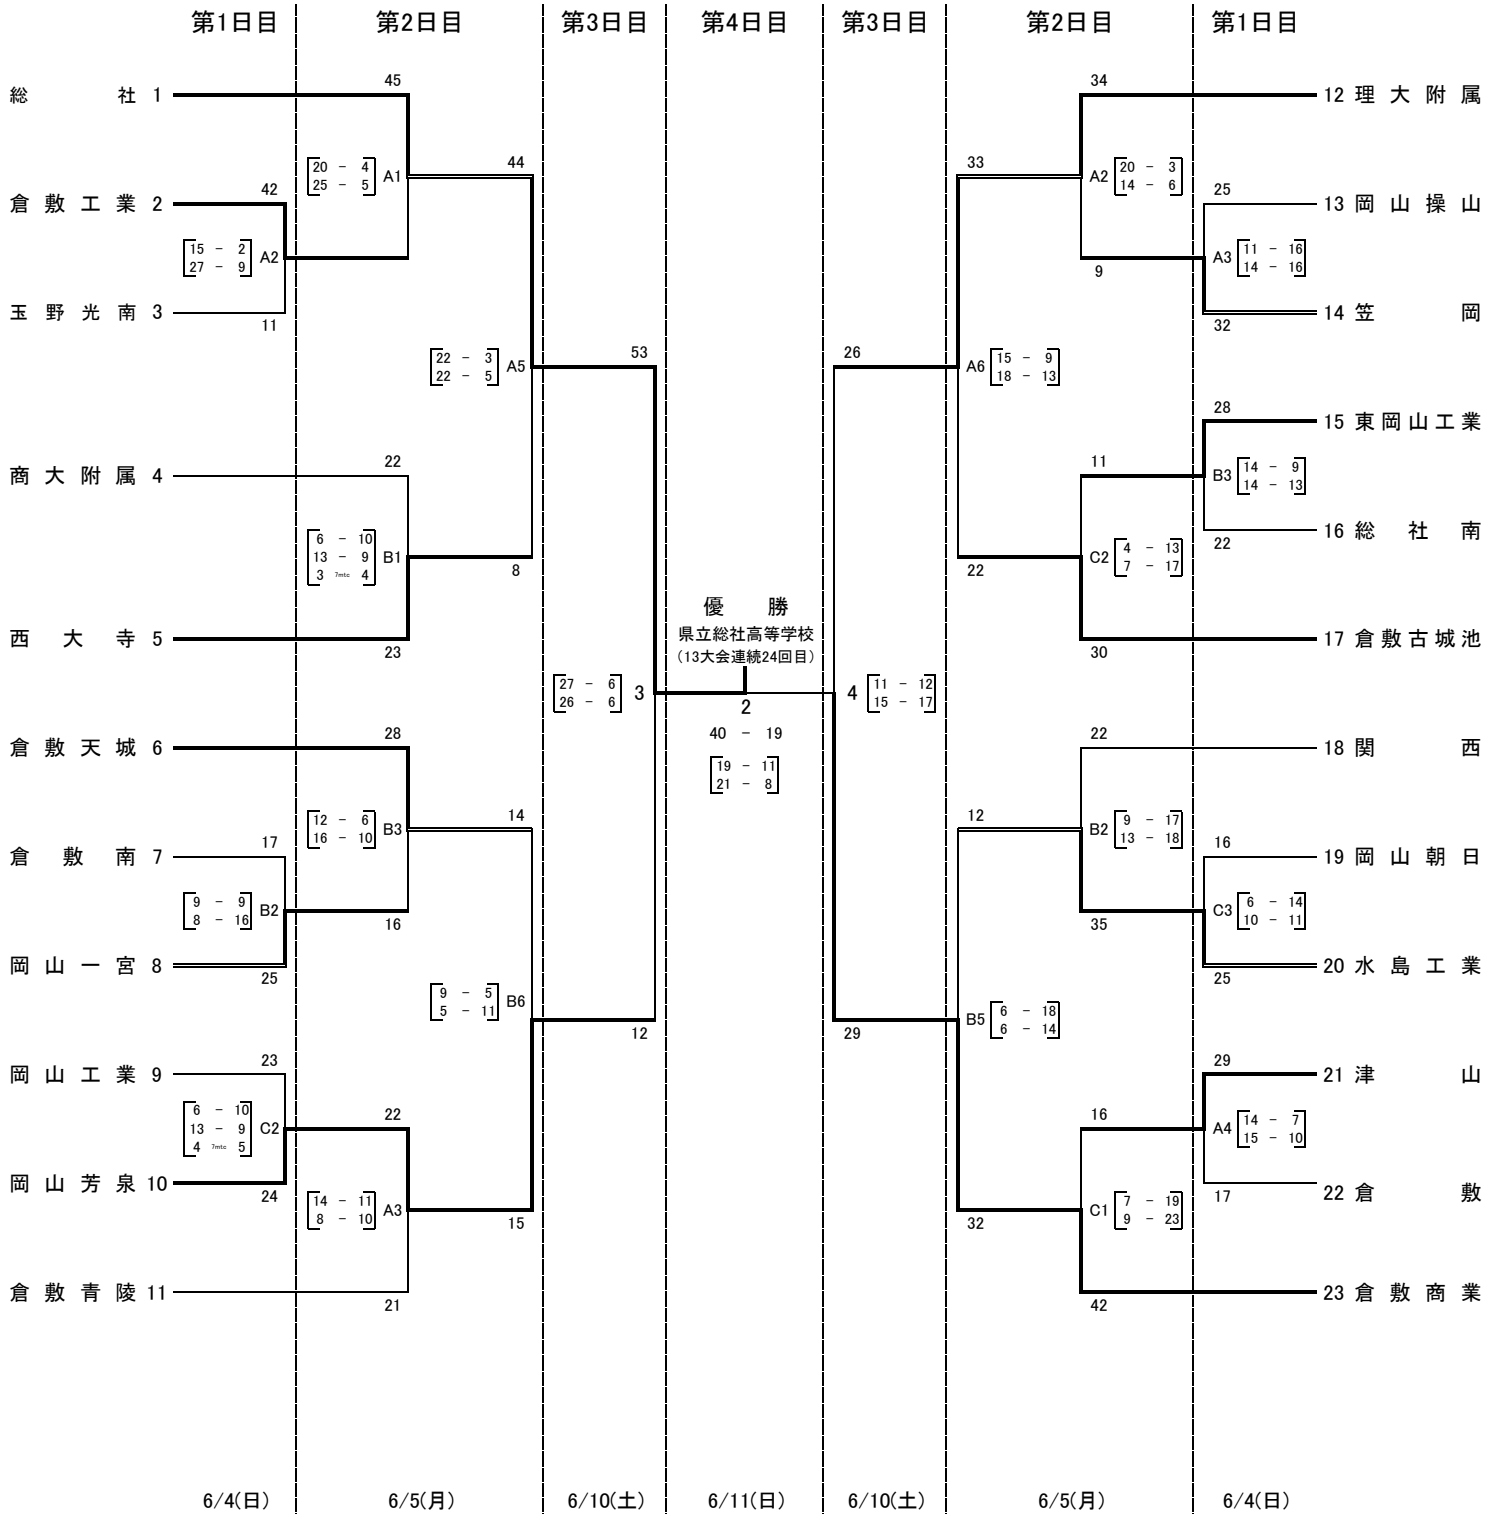 第1日目 第2日目 第3日目 第4日目 第3日目 第2日目 第1日目
45 34
総社 1 12 理大附属
20 - 4
25 - 5
A1
44 33
A2
20 - 3
14 - 6
42 25
倉敷工業 2 13 岡山操山
15 - 2
27 - 9
A2
9
A3
11 - 16
14 - 16
玉野光南 3 14 笠岡
11 32
22 - 3
22 - 5
A5
53 26
A6
15 - 9
18 - 13
28
15 東岡山工業
22 11
商大附属 4
B3
14 - 9
14 - 13
16 総社南
22
6 - 10
13 - 9
3 7mtc 4
B1
8 22
C2
4 - 13
7 - 17
優勝
県立総社高等学校
(13大会連続24回目)
西大寺 5 17 倉敷古城池
23 30
27 - 6
26 - 6
3
2
4
11 - 12
15 - 17
40 - 19
19 - 11
21 - 8
28 22
倉敷天城 6 18 関西
12 - 6
16 - 10
B3
14 12
B2
9 - 17
13 - 18
17 16
倉敷南 7 19 岡山朝日
9 - 9
8 - 16
B2
16 35
C3
6 - 14
10 - 11
岡山一宮 8 20 水島工業
25 25
9 - 5
5 - 11
B6
12 29
B5
6 - 18
6 - 14
23 29
岡山工業 9 21 津山
6 - 10
13 - 9
4 7mtc 5
C2
22 16
A4
14 - 7
15 - 10
岡山芳泉 10 22 倉敷
24 17
14 - 11
8 - 10
A3
15 32
C1
7 - 19
9 - 23
倉敷青陵 11 23 倉敷商業
21 42
6/4(日) 6/5(月) 6/10(土) 6/11(日) 6/10(土) 6/5(月) 6/4(日)